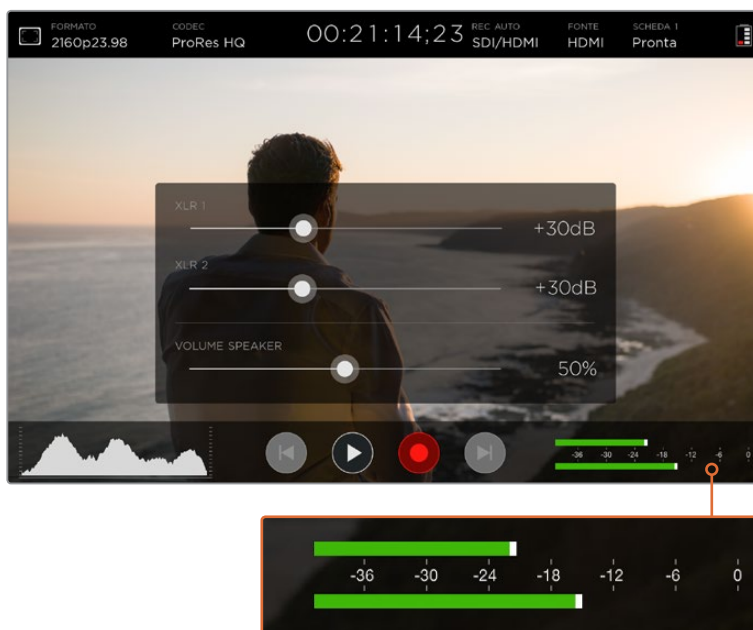 FORMATO CODEC 00:21:14;23 REC AUTO FONTE SCHEDA 1
2160p23.98 ProRes HQ SDI/HDMI HDMI Pronta
XLR 1
+30dB
XLR 2
+30dB
VOLUME SPEAKER
50%
-36 -30 -24 -18 -12 -6 0
-36 -30 -24 -18 -12 -6 0